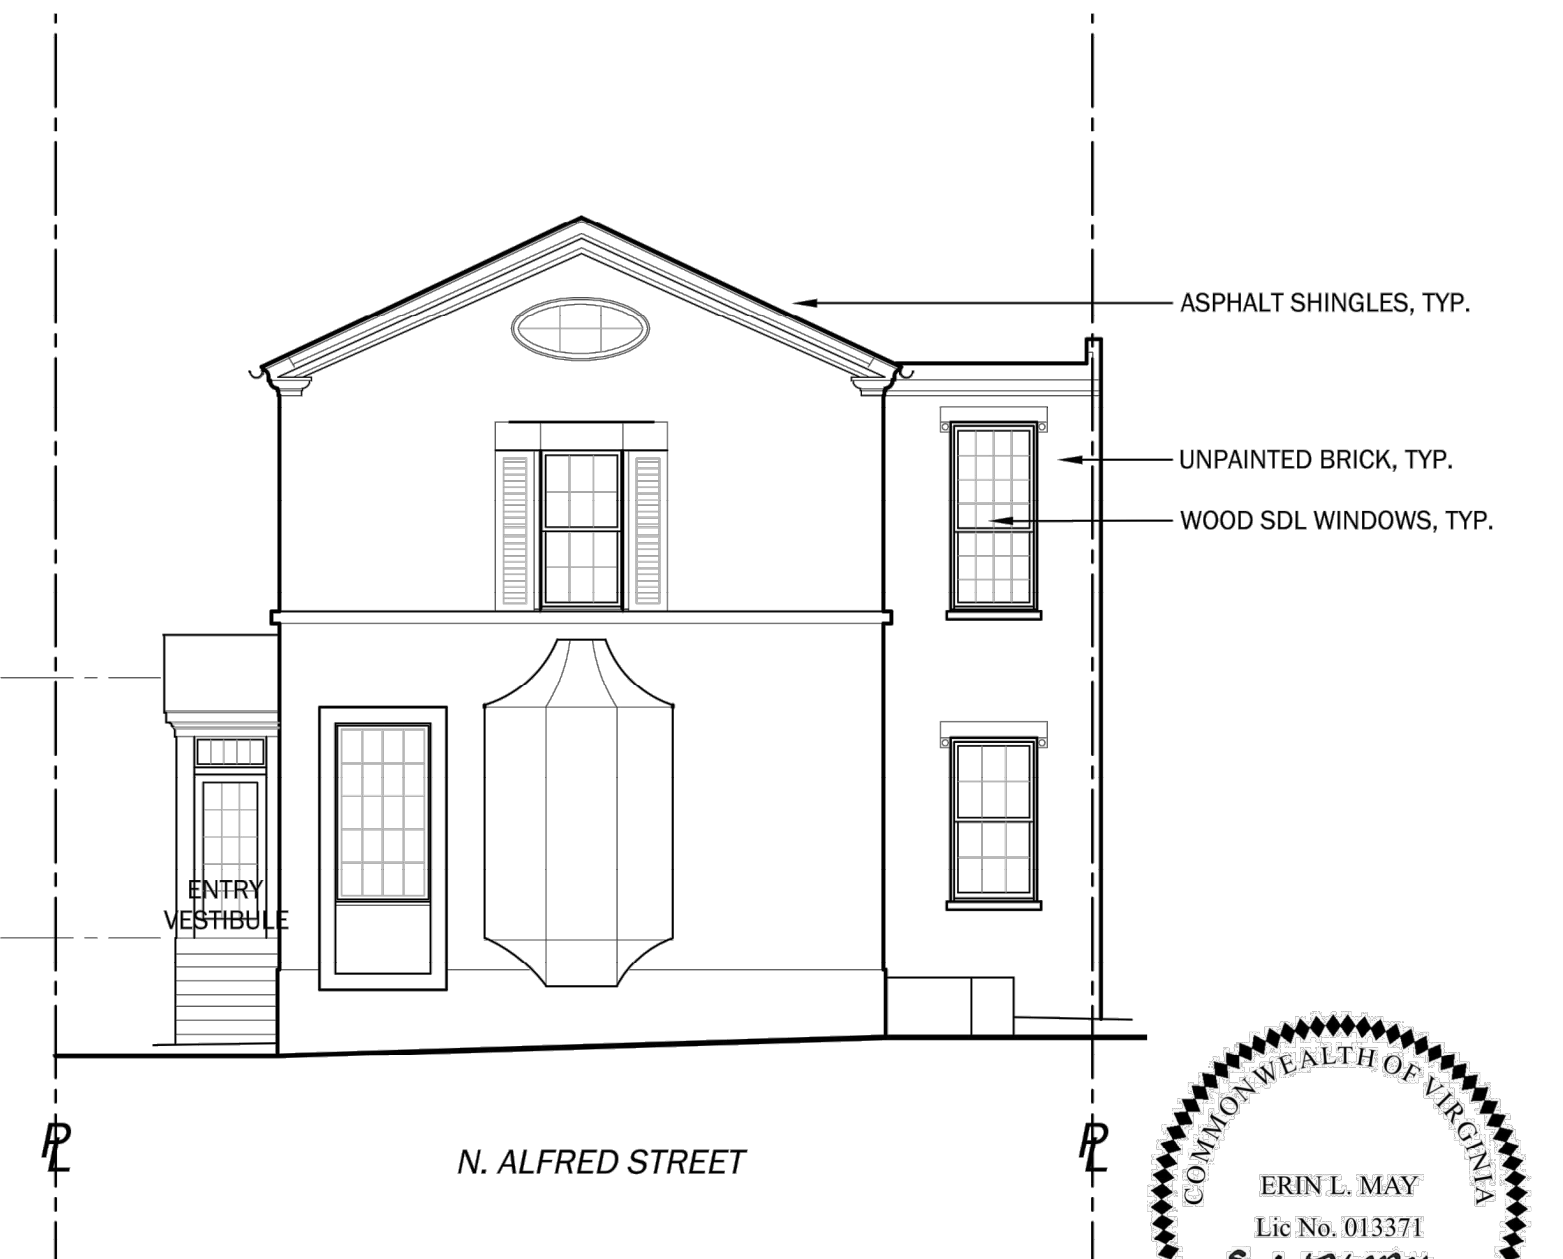 ASPHALT SHINGLES, TYP.
UNPAINTED BRICK, TYP.
WOOD SDL WINDOWS, TYP.
ENTRY
VESTIBULE
PL
PL
N. ALFRED STREET
COMMONWEALTH OF VIRGINIA
ERIN L. MAY
Lic No. 013371